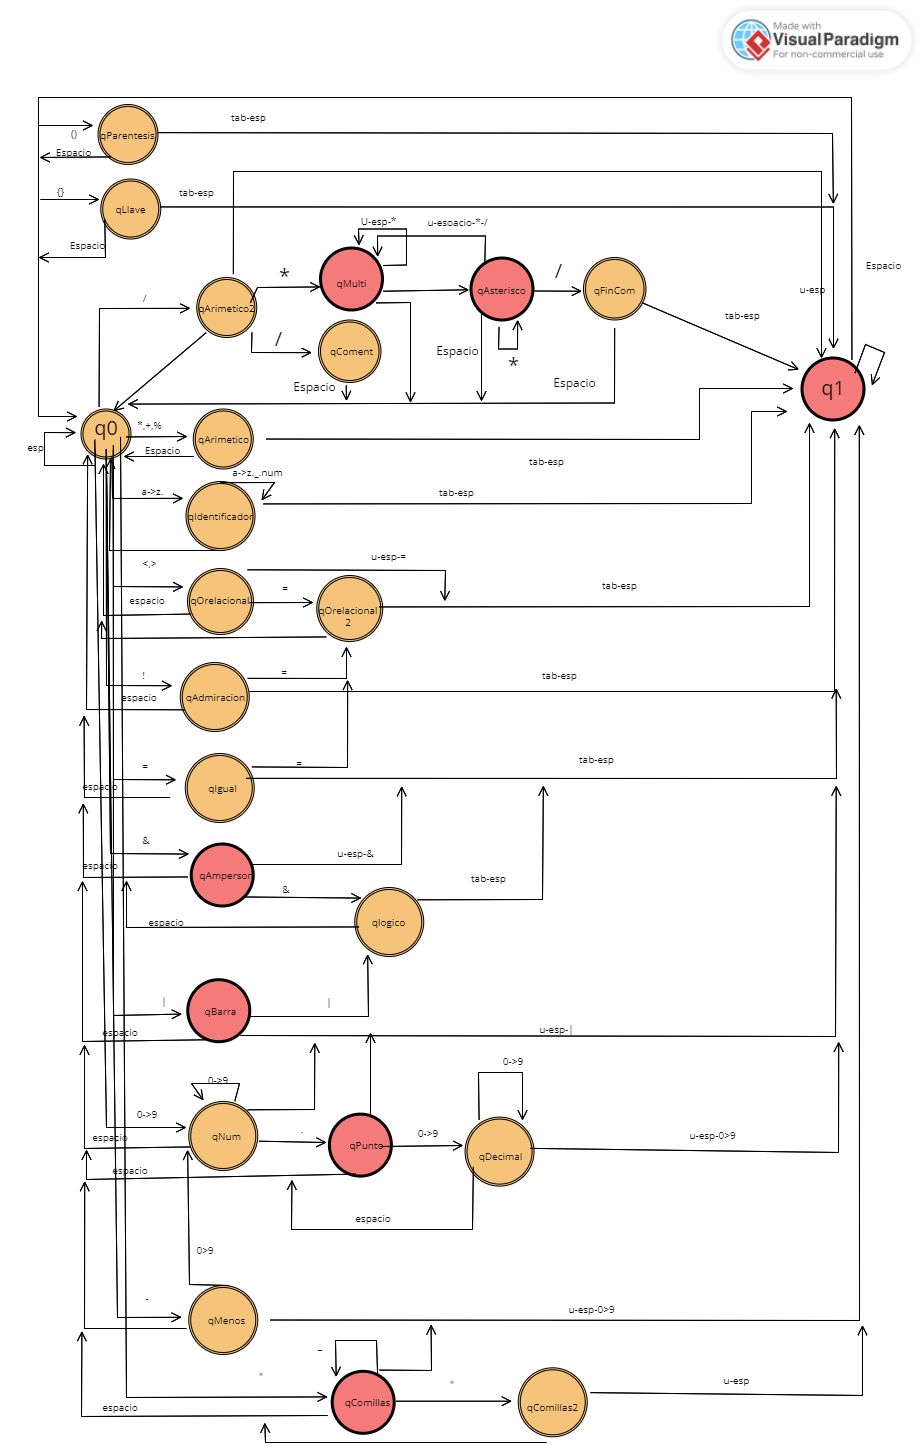 Made with
VisualParadigm
For non-commercial use
tab-esp
()
qParentesis
Espacio
{}
tab-esp
qLlave
Espacio
U-esp-*
u-esoacio-*-/
Espacio
*
/
qMulti
qAsterisco
qFinCom
u-esp
/
qArimetico2
tab-esp
/
qComent
Espacio
*
Espacio
Espacio
q1
q0
*,+,%
qArimetico
esp
Espacio
tab-esp
a->z._.num
a->z.
tab-esp
qIdentificador
<,>
u-esp-=
=
tab-esp
espacio
qOrelacional
qOrelacional
2
!
=
tab-esp
espacio
qAdmiracion
=
=
tab-esp
espacio
qIgual
&
u-esp-&
espacio
qAmperson
&
tab-esp
espacio
qlogico
|
|
qBarra
espacio
u-esp-|
0->9
0->9
0->9
.
0->9
u-esp-0>9
espacio
qNum
qPunto
qDecimal
espacio
espacio
0>9
-
u-esp-0>9
qMenos
-
"
"
u-esp
espacio
qComillas
qComillas2